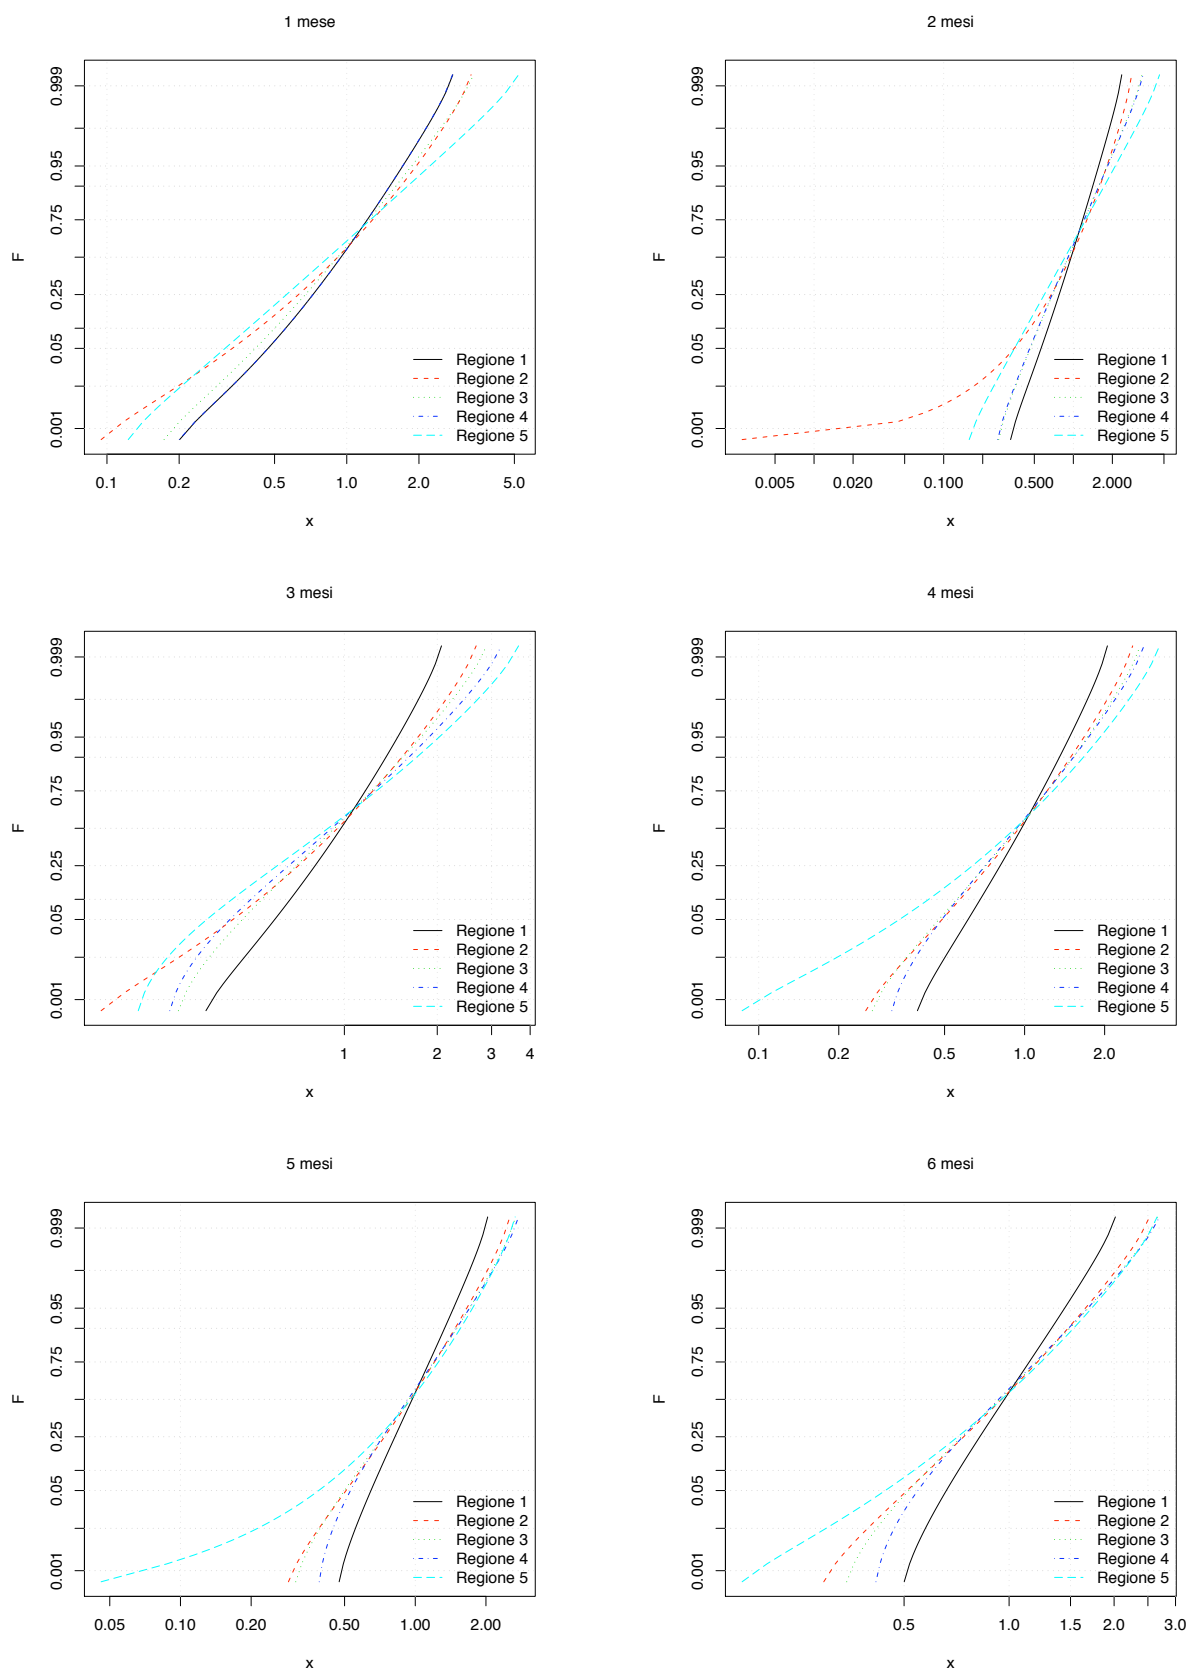 1 mese
F
0.999
0.95
0.75
0.25
0.05
0.001
Regione 1
Regione 2
Regione 3
Regione 4
Regione 5
0.1 0.2 0.5 1.0 2.0 5.0
x
2 mesi
F
0.999
0.95
0.75
0.25
0.05
0.001
Regione 1
Regione 2
Regione 3
Regione 4
Regione 5
0.005 0.020 0.100 0.500 2.000
x
3 mesi
F
0.999
0.95
0.75
0.25
0.05
0.001
Regione 1
Regione 2
Regione 3
Regione 4
Regione 5
1 2 3 4
x
4 mesi
F
0.999
0.95
0.75
0.25
0.05
0.001
Regione 1
Regione 2
Regione 3
Regione 4
Regione 5
0.1 0.2 0.5 1.0 2.0
x
5 mesi
F
0.999
0.95
0.75
0.25
0.05
0.001
Regione 1
Regione 2
Regione 3
Regione 4
Regione 5
0.05 0.10 0.20 0.50 1.00 2.00
x
6 mesi
F
0.999
0.95
0.75
0.25
0.05
0.001
Regione 1
Regione 2
Regione 3
Regione 4
Regione 5
0.5 1.0 1.5 2.0 3.0
x